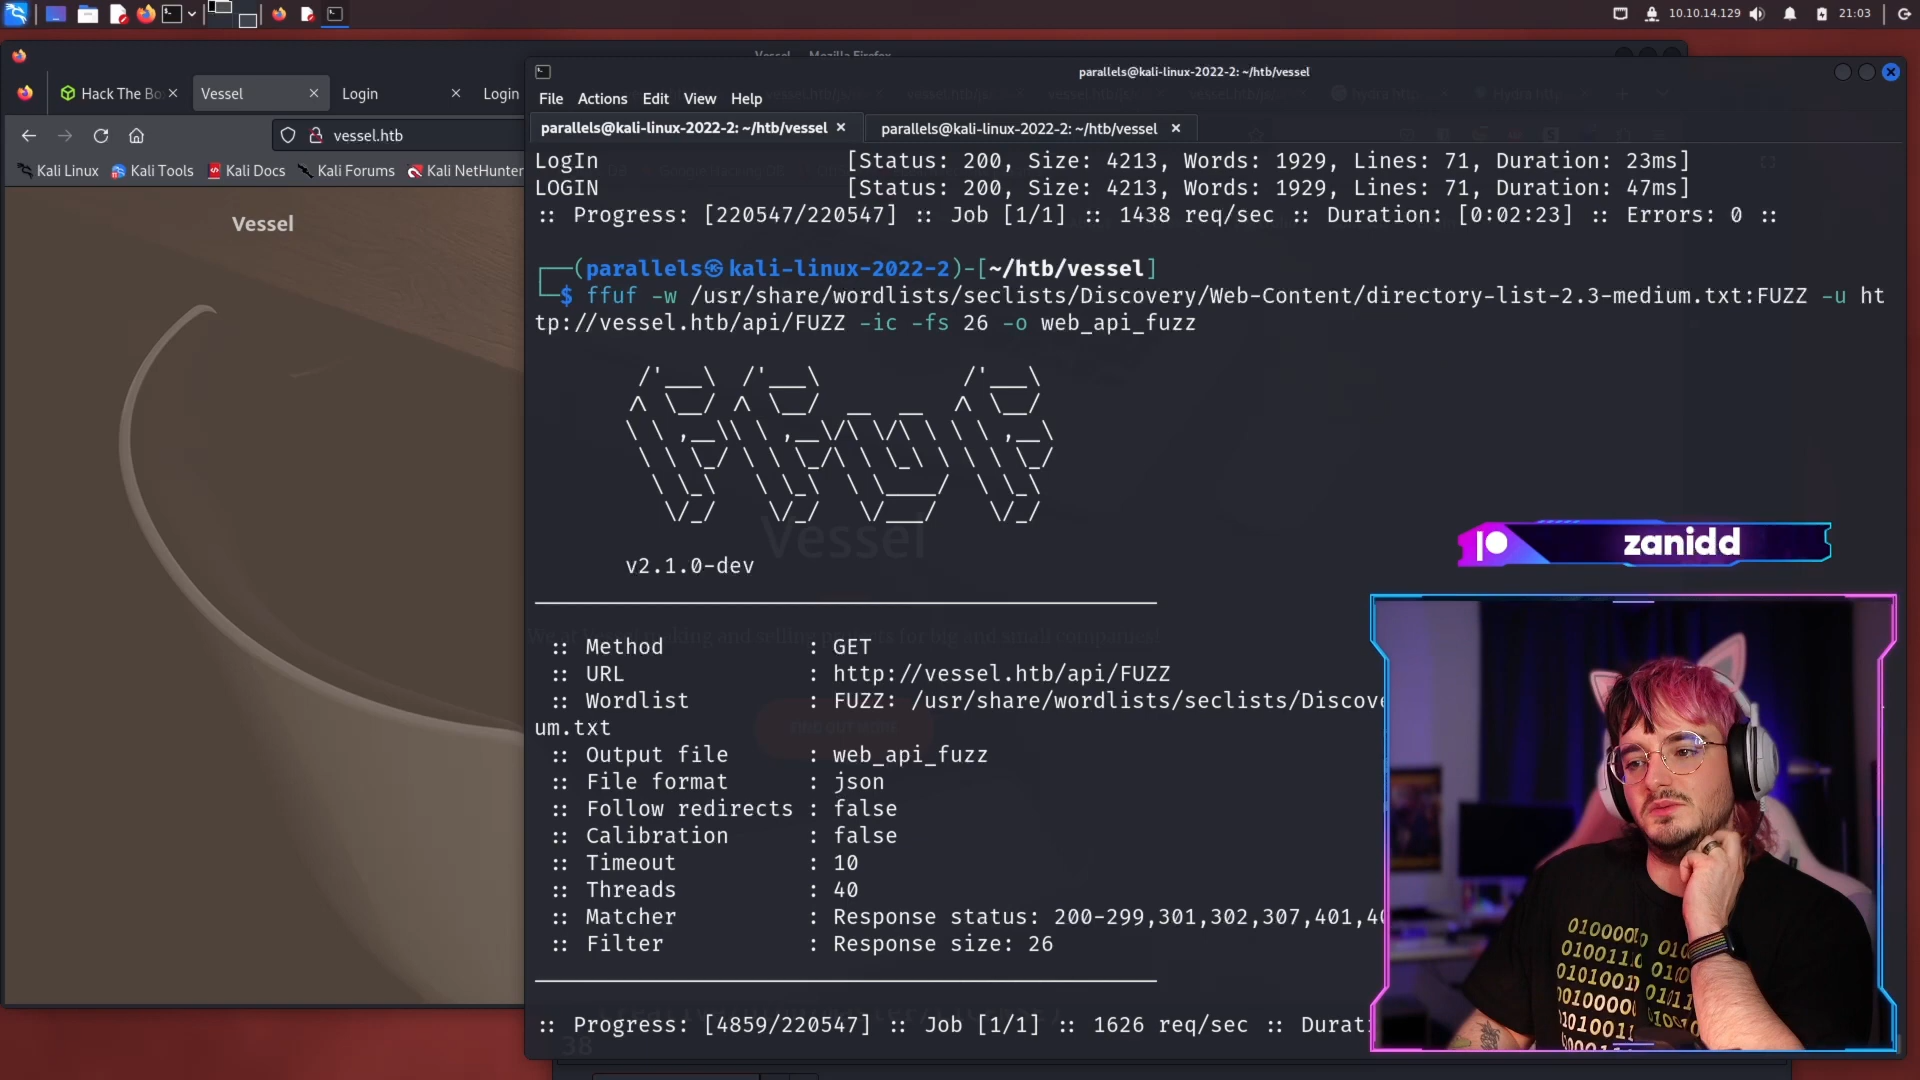 10.10.14.129
21:03
Vessel — Mozilla Firefox
parallels@kali-linux-2022-2: ~/htb/vessel
Hack The Bo
Vessel
Login
Login
File Actions Edit View Help
parallels@kali-linux-2022-2: ~/htb/vessel
parallels@kali-linux-2022-2: ~/htb/vessel
vessel.htb
Kali Linux
Kali Tools
Kali Docs
Kali Forums
Kali NetHunter
Vessel
LogIn [Status: 200, Size: 4213, Words: 1929, Lines: 71, Duration: 23ms]
LOGIN [Status: 200, Size: 4213, Words: 1929, Lines: 71, Duration: 47ms]
:: Progress: [220547/220547] :: Job [1/1] :: 1438 req/sec :: Duration: [0:02:23] :: Errors: 0 ::
┌──(parallels㉿kali-linux-2022-2)-[~/htb/vessel]
└─$ ffuf -w /usr/share/wordlists/seclists/Discovery/Web-Content/directory-list-2.3-medium.txt:FUZZ -u ht
tp://vessel.htb/api/FUZZ -ic -fs 26 -o web_api_fuzz
Vessel
v2.1.0-dev
:: Method : GET
:: URL : http://vessel.htb/api/FUZZ
:: Wordlist : FUZZ: /usr/share/wordlists/seclists/Discove
um.txt
:: Output file : web_api_fuzz
:: File format : json
:: Follow redirects : false
:: Calibration : false
:: Timeout : 10
:: Threads : 40
:: Matcher : Response status: 200-299,301,302,307,401,40
:: Filter : Response size: 26
:: Progress: [4859/220547] :: Job [1/1] :: 1626 req/sec :: Durati
38
zanidd